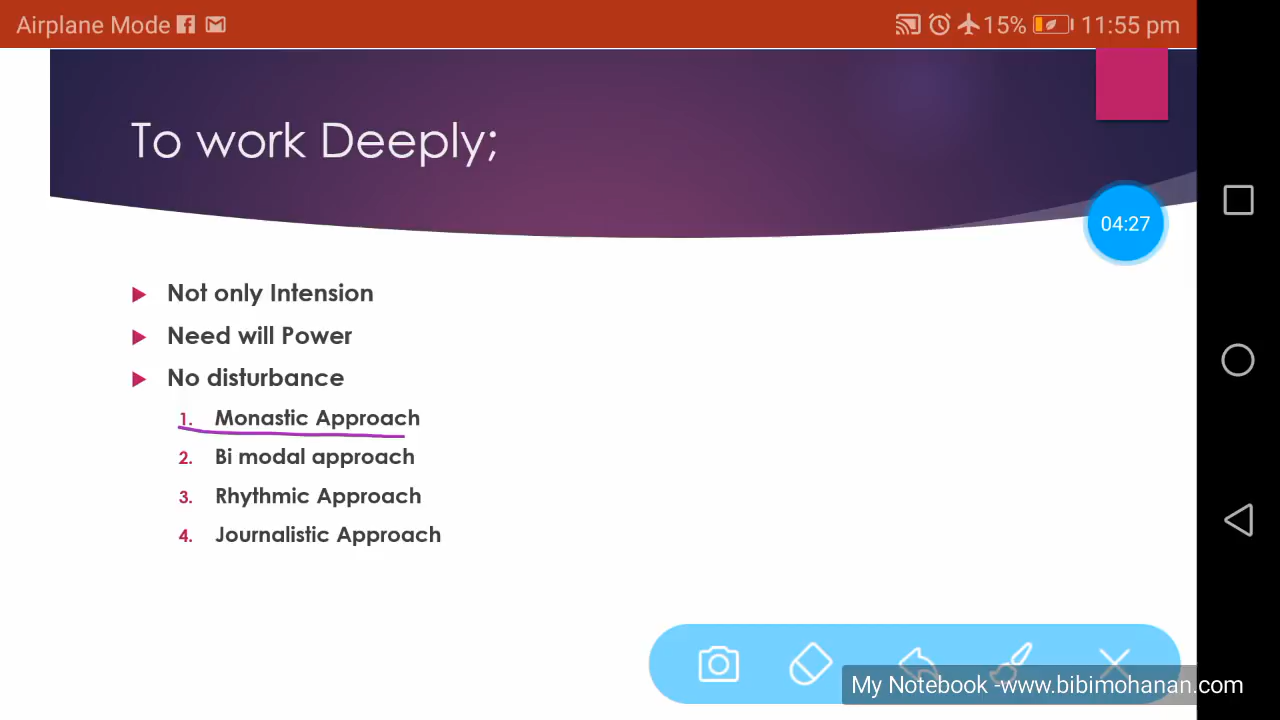 Airplane Mode 15% 11:55 pm
To work Deeply;
04:27
Not only Intension
Need will Power
No disturbance
1. Monastic Approach
2. Bi modal approach
3. Rhythmic Approach
4. Journalistic Approach
My Notebook -www.bibimohanan.com